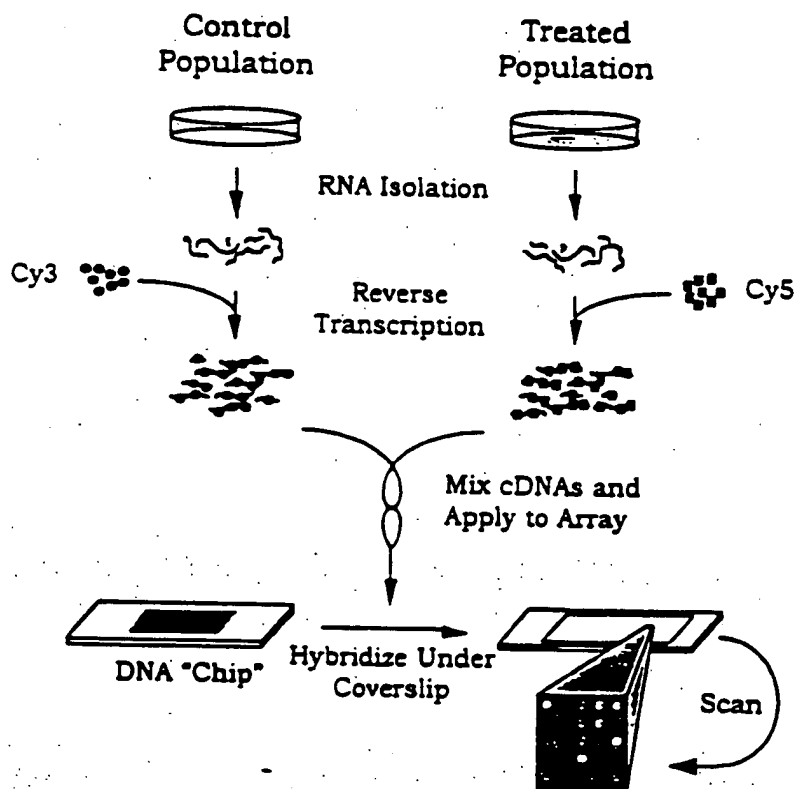 Control
Population
Treated
Population
RNA Isolation
Cy3
Reverse
Transcription
Cy5
Mix cDNAs and
Apply to Array
DNA "Chip"
Hybridize Under
Coverslip
Scan